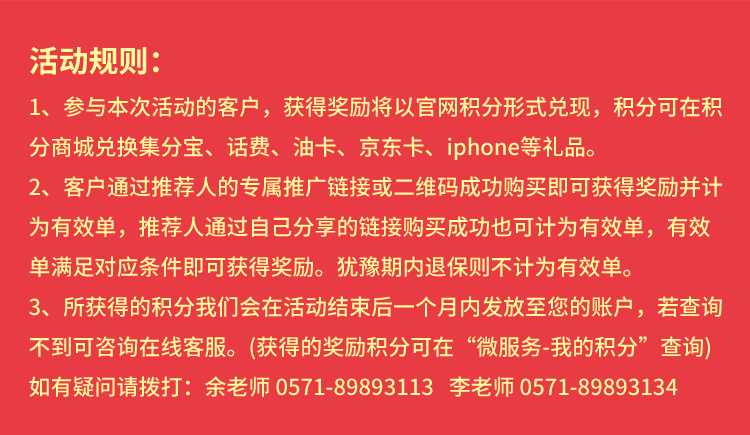 活动规则：
1、参与本次活动的客户，获得奖励将以官网积分形式兑现，积分可在积
分商城兑换集分宝、话费、油卡、京东卡、iphone等礼品。
2、客户通过推荐人的专属推广链接或二维码成功购买即可获得奖励并计
为有效单，推荐人通过自己分享的链接购买成功也可计为有效单，有效
单满足对应条件即可获得奖励。犹豫期内退保则不计为有效单。
3、所获得的积分我们会在活动结束后一个月内发放至您的账户，若查询
不到可咨询在线客服。(获得的奖励积分可在“微服务-我的积分”查询)
如有疑问请拨打：余老师 0571-89893113   李老师 0571-89893134